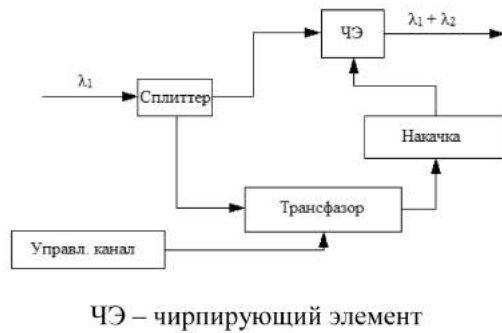 ЧЭ
λ₁ + λ₂
λ₁
Сплиттер
Накачка
Трансфазор
Управл. канал
ЧЭ – чирпирующий элемент